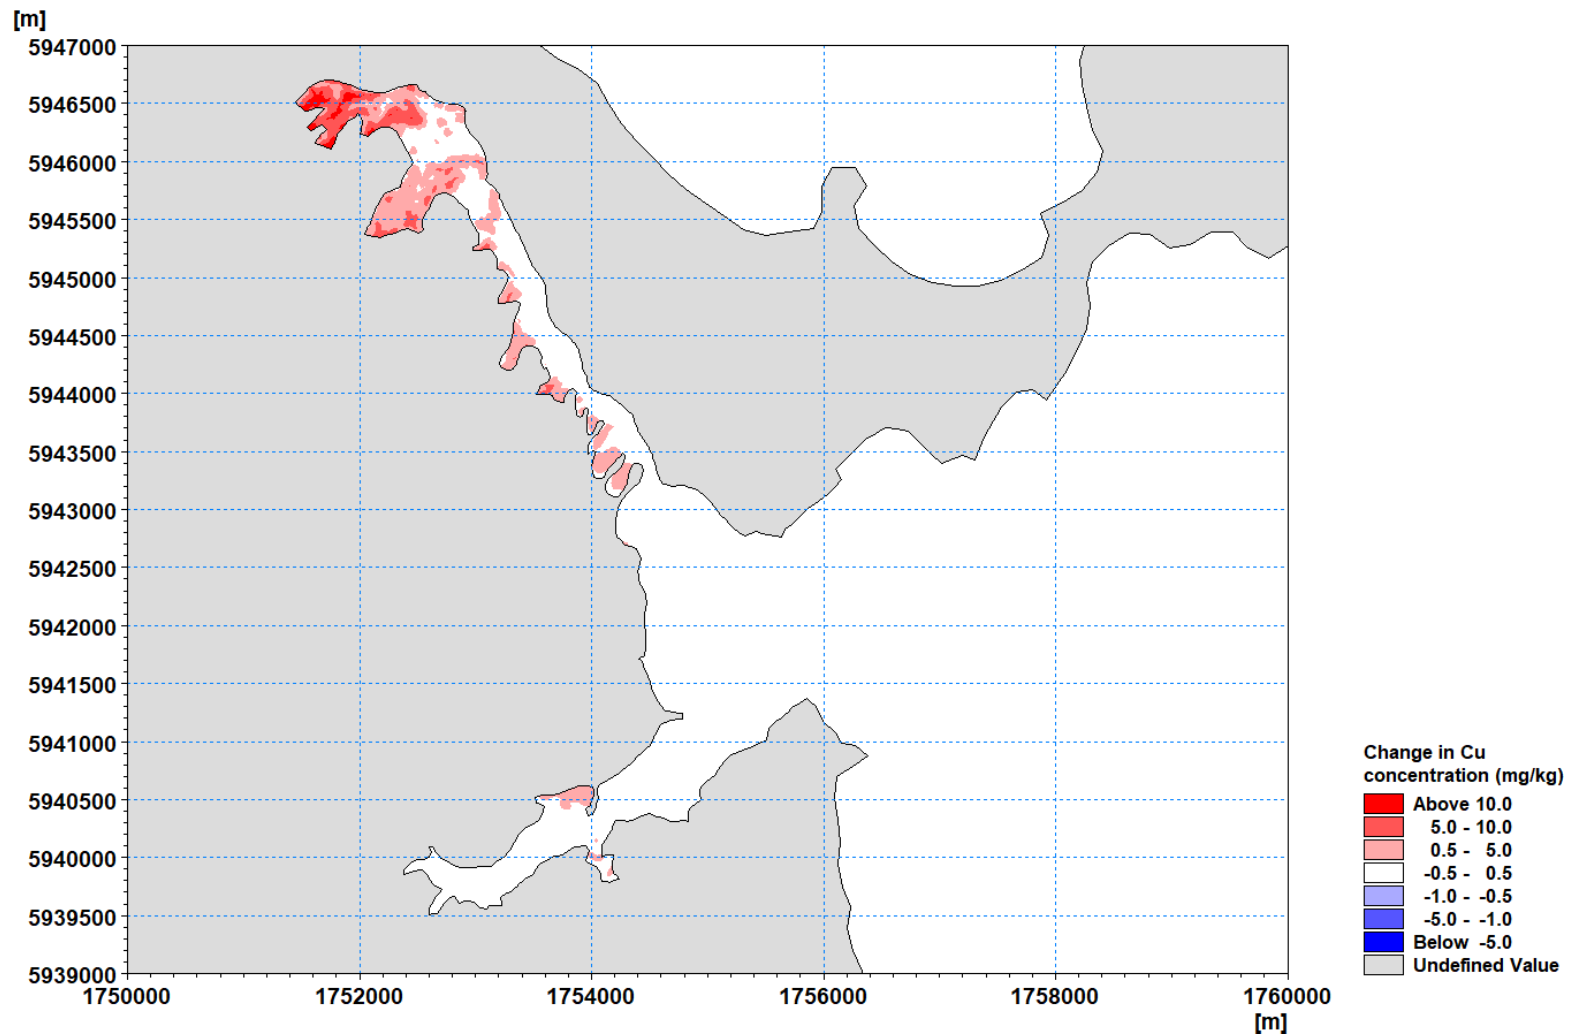 [m]
5947000
5946500
5946000
5945500
5945000
5944500
5944000
5943500
5943000
5942500
5942000
5941500
5941000
5940500
5940000
5939500
5939000
1750000 1752000 1754000 1756000 1758000 1760000
[m]
Change in Cu
concentration (mg/kg)
Above 10.0
5.0 - 10.0
0.5 - 5.0
-0.5 - 0.5
-1.0 - -0.5
-5.0 - -1.0
Below -5.0
Undefined Value